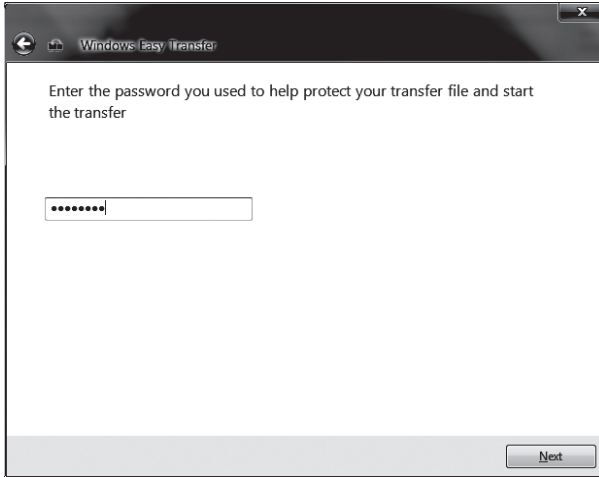 x
Windows Easy Transfer
Enter the password you used to help protect your transfer file and start
the transfer
••••••••
Next